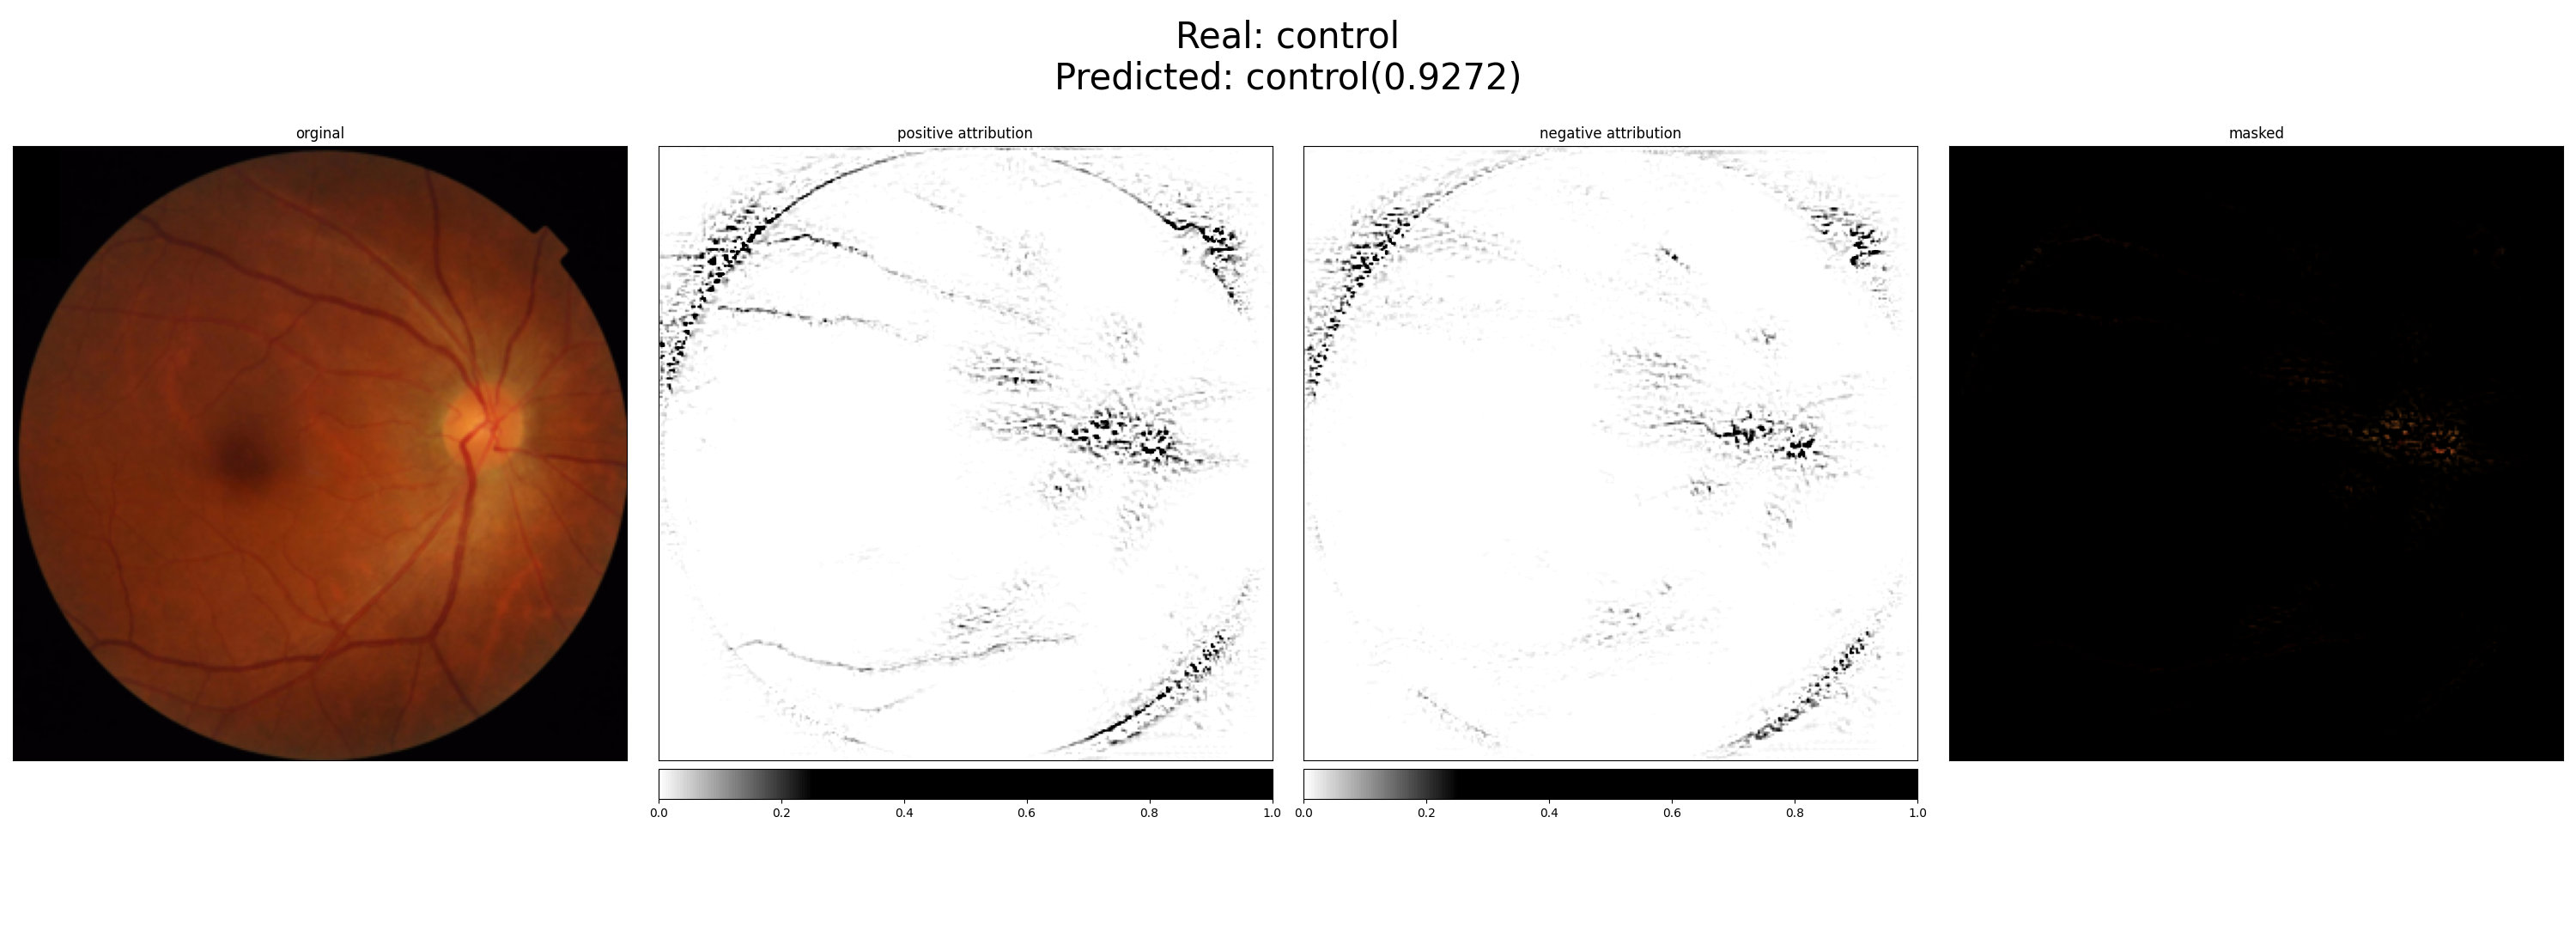 Real: control
Predicted: control(0.9272)
orginal
positive attribution
negative attribution
masked
0.0 0.2 0.4 0.6 0.8 1.0
0.0 0.2 0.4 0.6 0.8 1.0